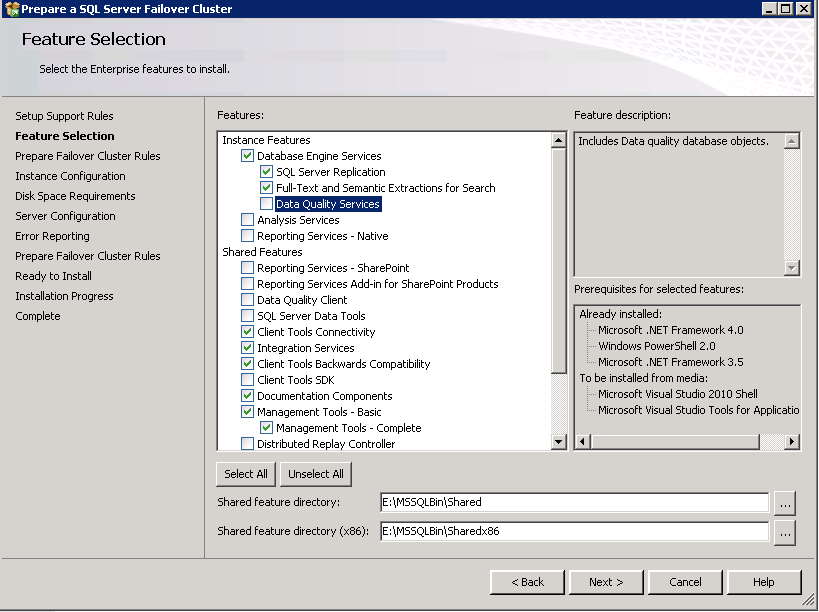 Prepare a SQL Server Failover Cluster
Feature Selection
Select the Enterprise features to install.
Setup Support Rules
Feature Selection
Prepare Failover Cluster Rules
Instance Configuration
Disk Space Requirements
Server Configuration
Error Reporting
Prepare Failover Cluster Rules
Ready to Install
Installation Progress
Complete
Features:
Instance Features
Database Engine Services
SQL Server Replication
Full-Text and Semantic Extractions for Search
Data Quality Services
Analysis Services
Reporting Services - Native
Shared Features
Reporting Services - SharePoint
Reporting Services Add-in for SharePoint Products
Data Quality Client
SQL Server Data Tools
Client Tools Connectivity
Integration Services
Client Tools Backwards Compatibility
Client Tools SDK
Documentation Components
Management Tools - Basic
Management Tools - Complete
Distributed Replay Controller
Select All
Unselect All
Feature description:
Includes Data quality database objects.
Prerequisites for selected features:
Already installed:
Microsoft .NET Framework 4.0
Windows PowerShell 2.0
Microsoft .NET Framework 3.5
To be installed from media:
Microsoft Visual Studio 2010 Shell
Microsoft Visual Studio Tools for Applicatio
Shared feature directory: E:\MSSQLBin\Shared ...
Shared feature directory (x86): E:\MSSQLBin\Sharedx86 ...
< Back Next > Cancel Help